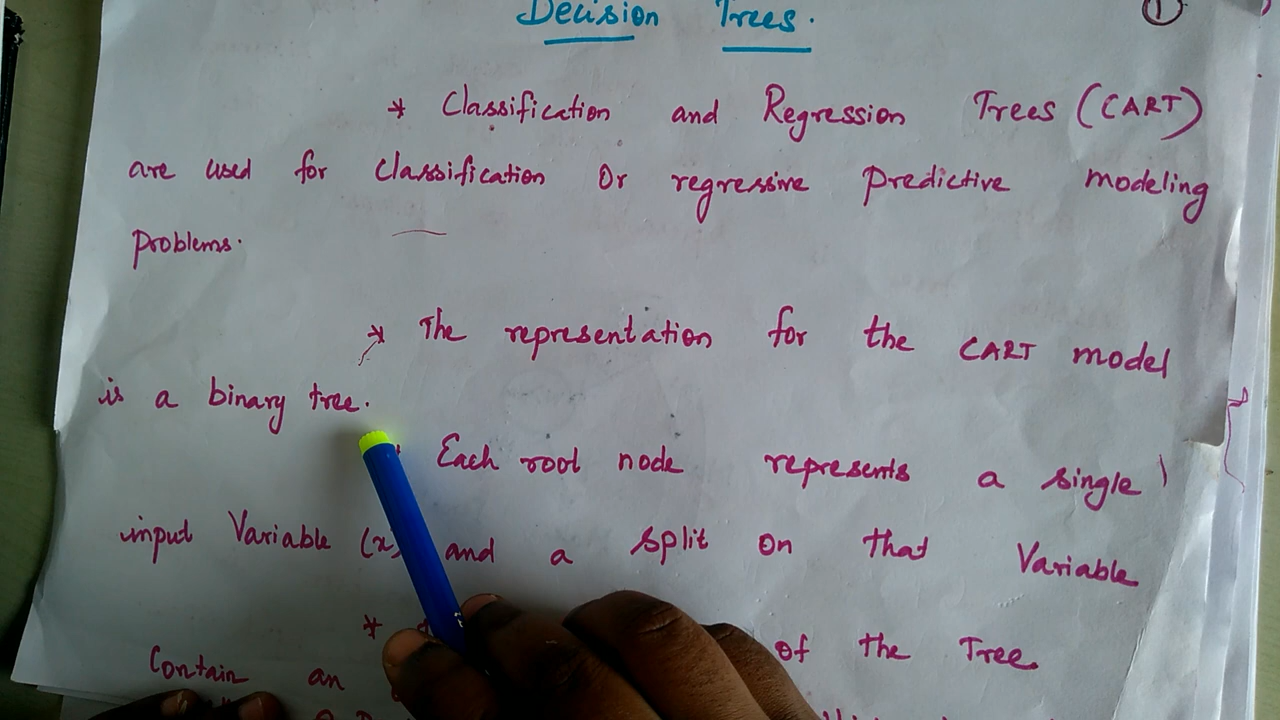 Decision Trees.
1
* Classification and Regression Trees (CART)
are used for classification Or regressive predictive modeling
problems.
* The representation for the CART model
is a binary tree.
Each root node represents a single
input Variable (x) and a split on that Variable
* of the Tree
Contain an